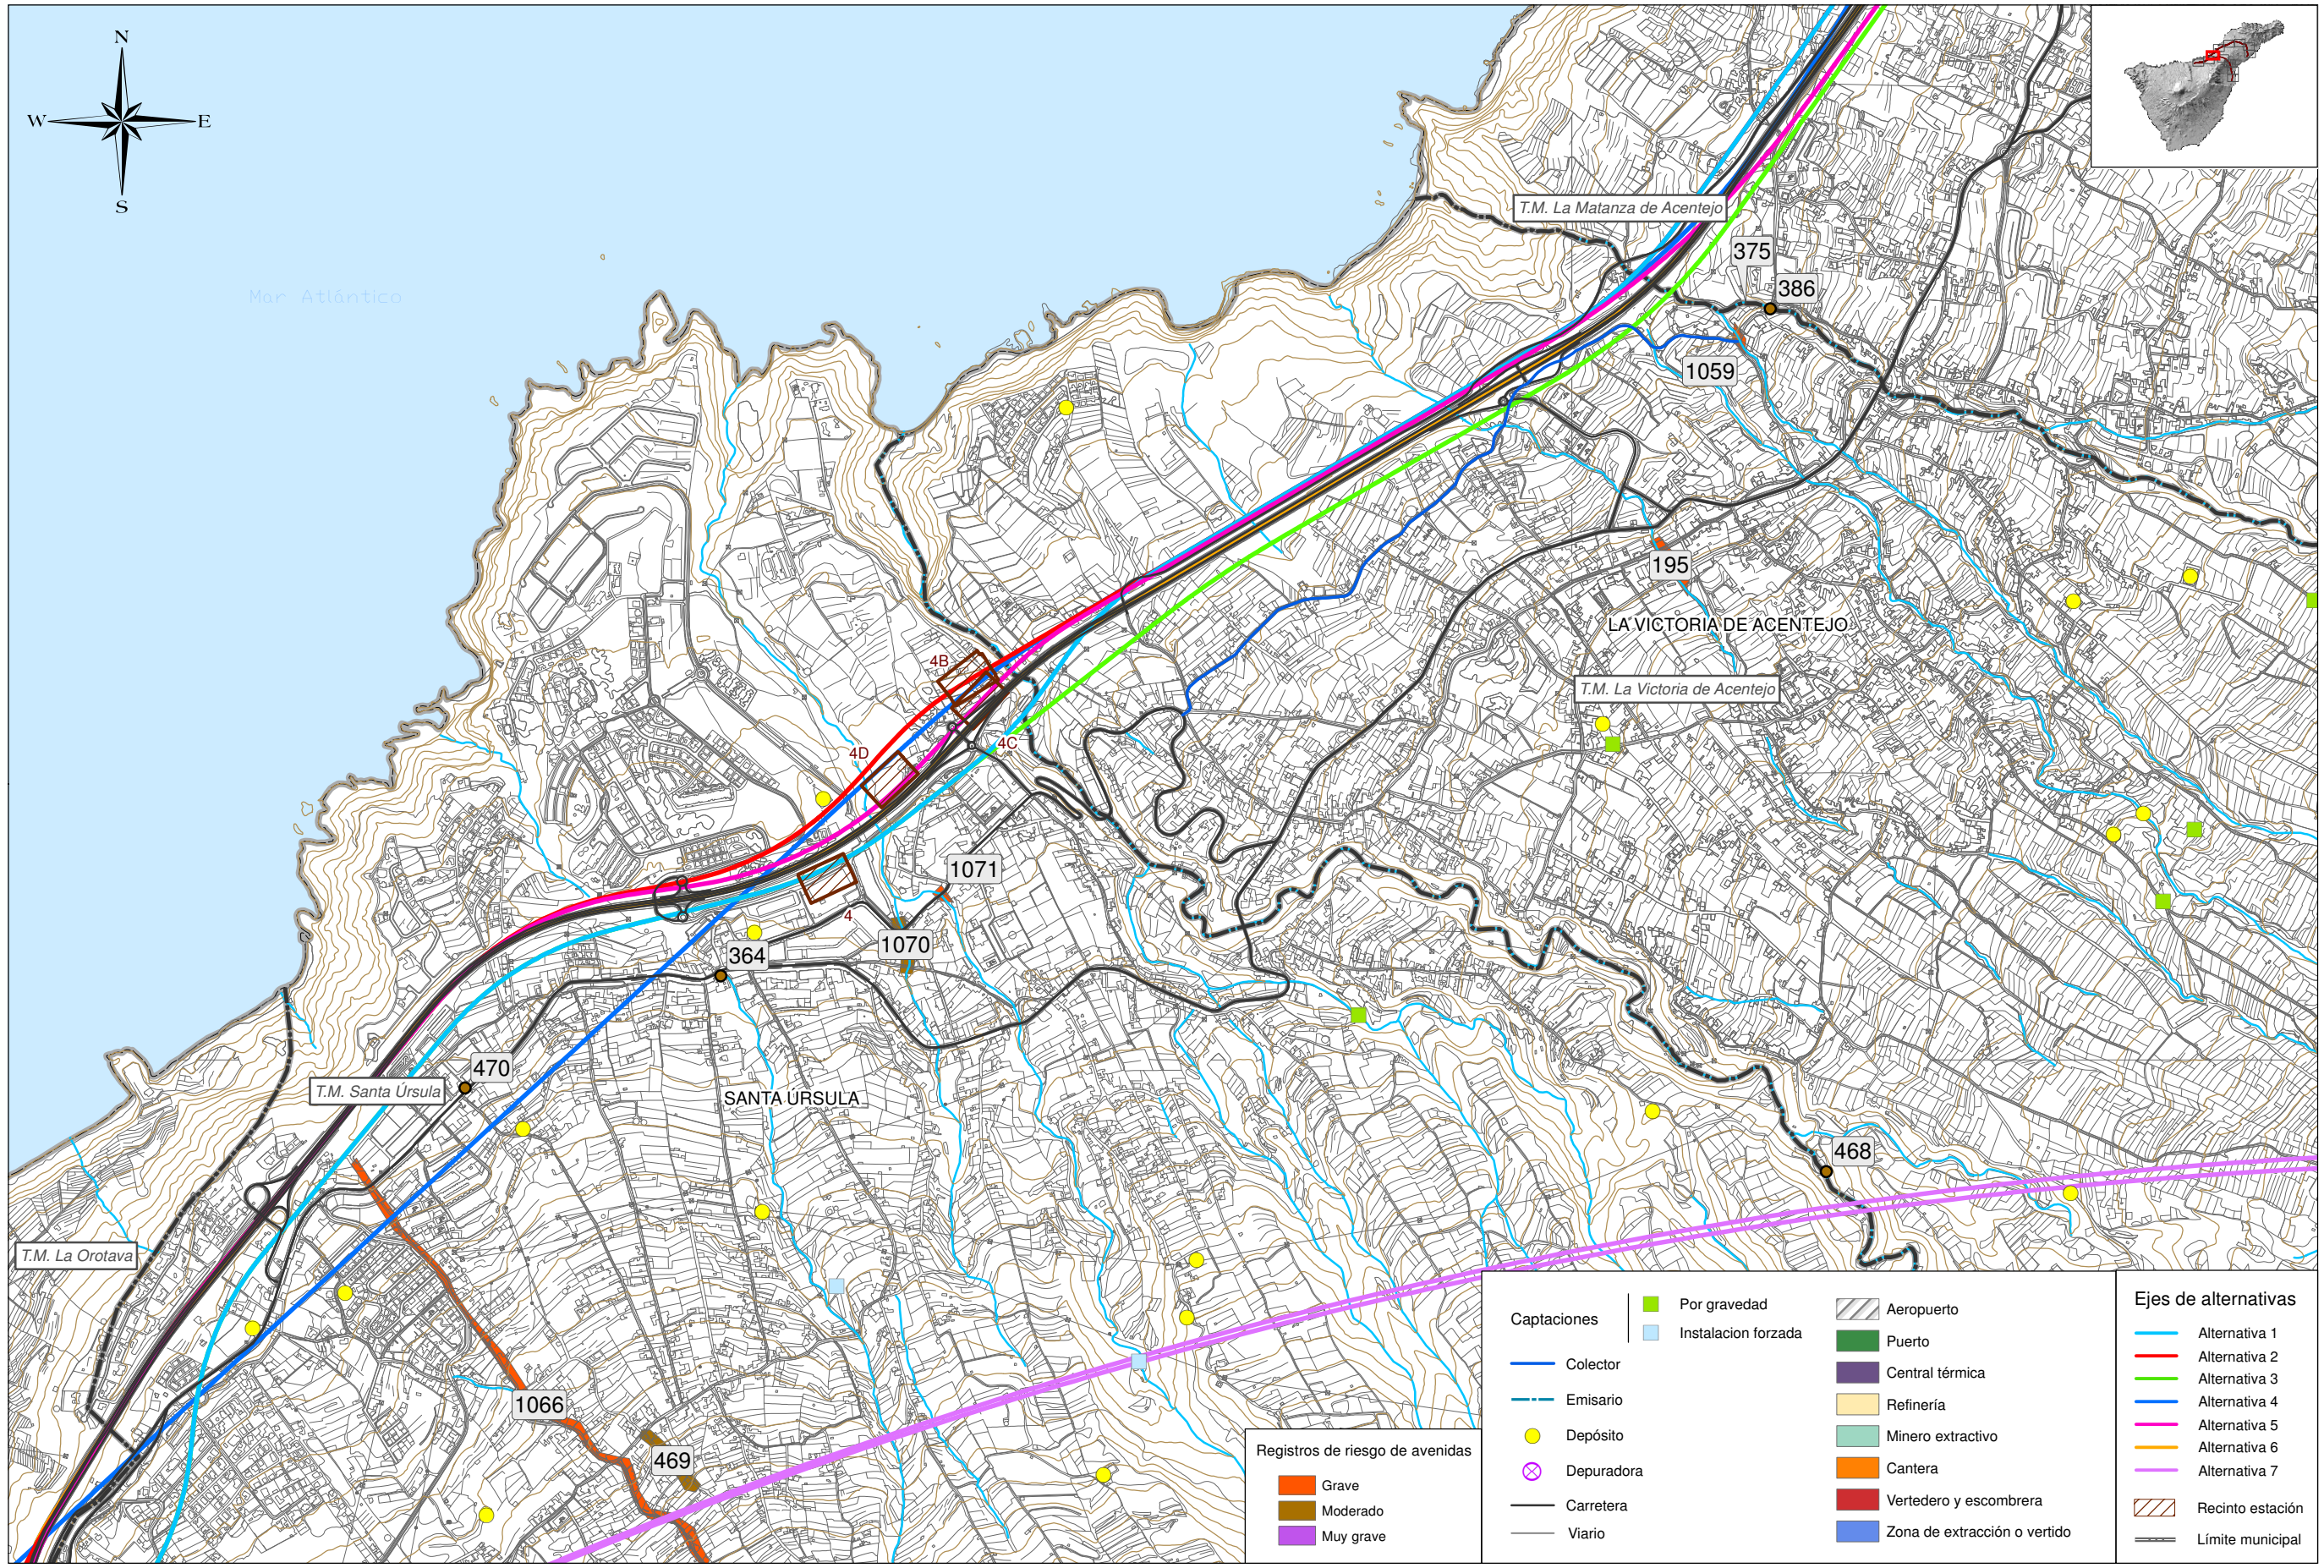 N
W
E
S
Mar Atlántico
T.M. La Matanza de Acentejo
375
386
1059
195
LA VICTORIA DE ACENTEJO
T.M. La Victoria de Acentejo
4B
4C
4D
4
1071
1070
364
470
T.M. Santa Úrsula
SANTA ÚRSULA
468
T.M. La Orotava
1066
469
Registros de riesgo de avenidas
Grave
Moderado
Muy grave
Captaciones
Por gravedad
Instalacion forzada
Colector
Emisario
Depósito
Depuradora
Carretera
Viario
Aeropuerto
Puerto
Central térmica
Refinería
Minero extractivo
Cantera
Vertedero y escombrera
Zona de extracción o vertido
Ejes de alternativas
Alternativa 1
Alternativa 2
Alternativa 3
Alternativa 4
Alternativa 5
Alternativa 6
Alternativa 7
Recinto estación
Límite municipal